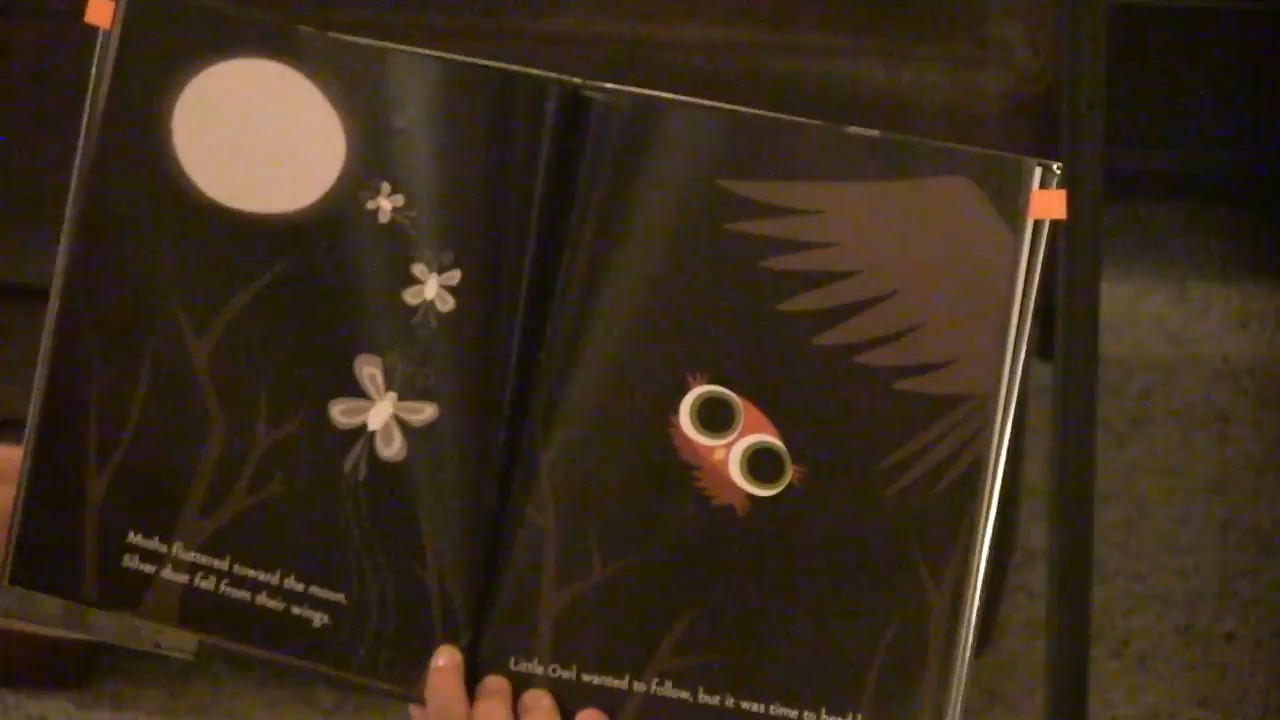 Moths fluttered toward the moon.
Silver dust fell from their wings.
Little Owl wanted to follow, but it was time to head